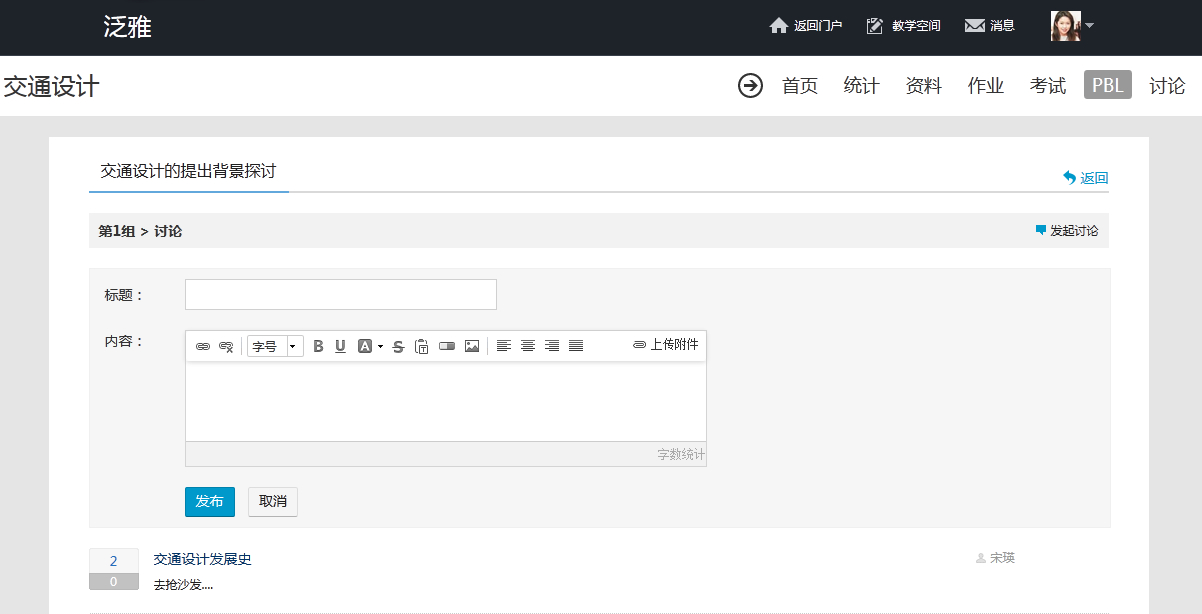 泛雅
返回门户 教学空间 消息
交通设计
首页 统计 资料 作业 考试 PBL 讨论
交通设计的提出背景探讨
返回
第1组 > 讨论
发起讨论
标题：
内容：
字号 B U A S T 上传附件
字数统计
发布 取消
2 交通设计发展史 宋瑛
0 去抢沙发....